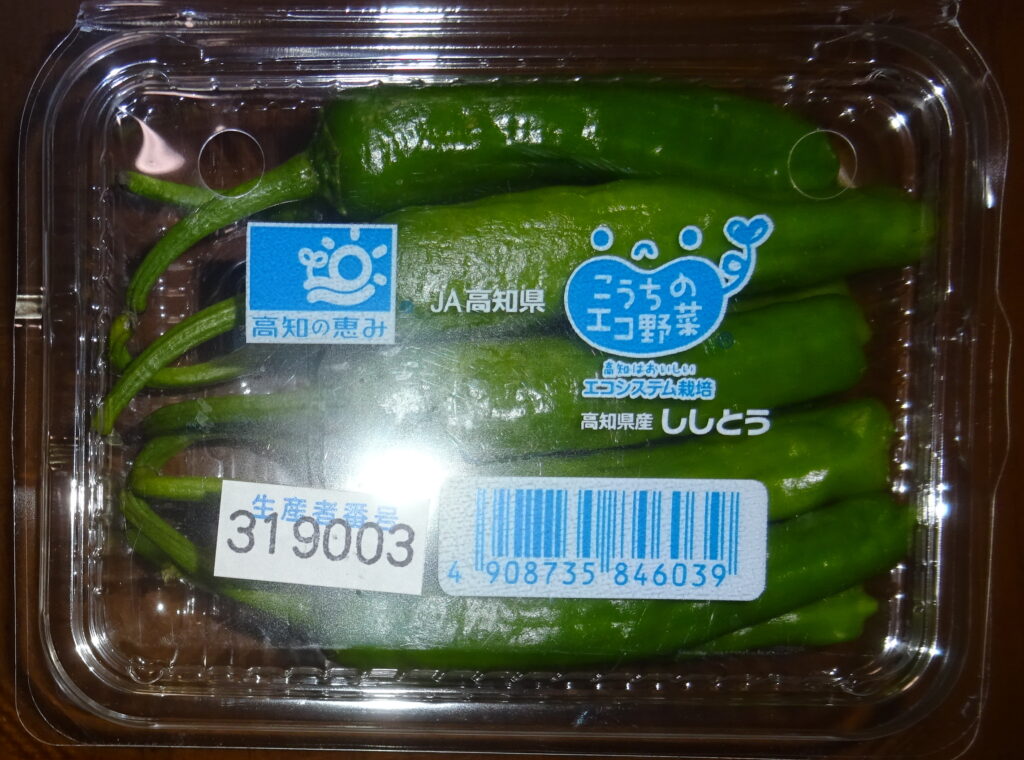 高知の恵み
JA高知県
こうちの
エコ野菜
高知はおいしい
エコシステム栽培
高知県産 ししとう
生産者番号
319003
4 908735 846039